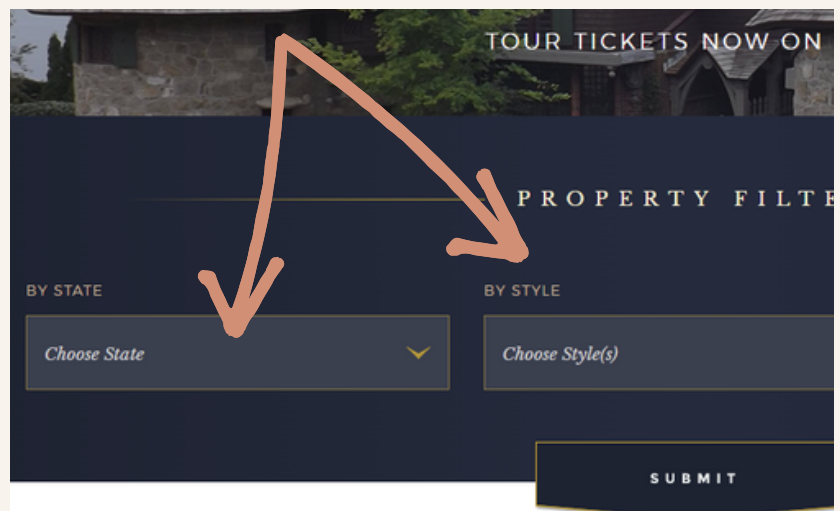 TOUR TICKETS NOW ON
PROPERTY FILTE
BY STATE
BY STYLE
Choose State
Choose Style(s)
SUBMIT